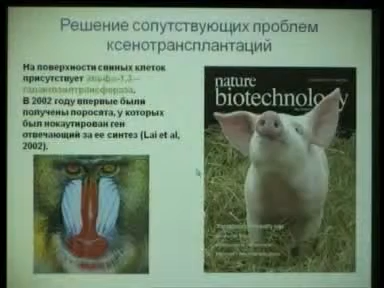 Решение сопутствующих проблем
ксенотрансплантаций
На поверхности свиных клеток
присутствует альфа-1,3–
галактозилтрансфераза.
В 2002 году впервые были
получены поросята, у которых
был нокаутирован ген
отвечающий за ее синтез (Lai et al,
2002).
nature
biotechnology